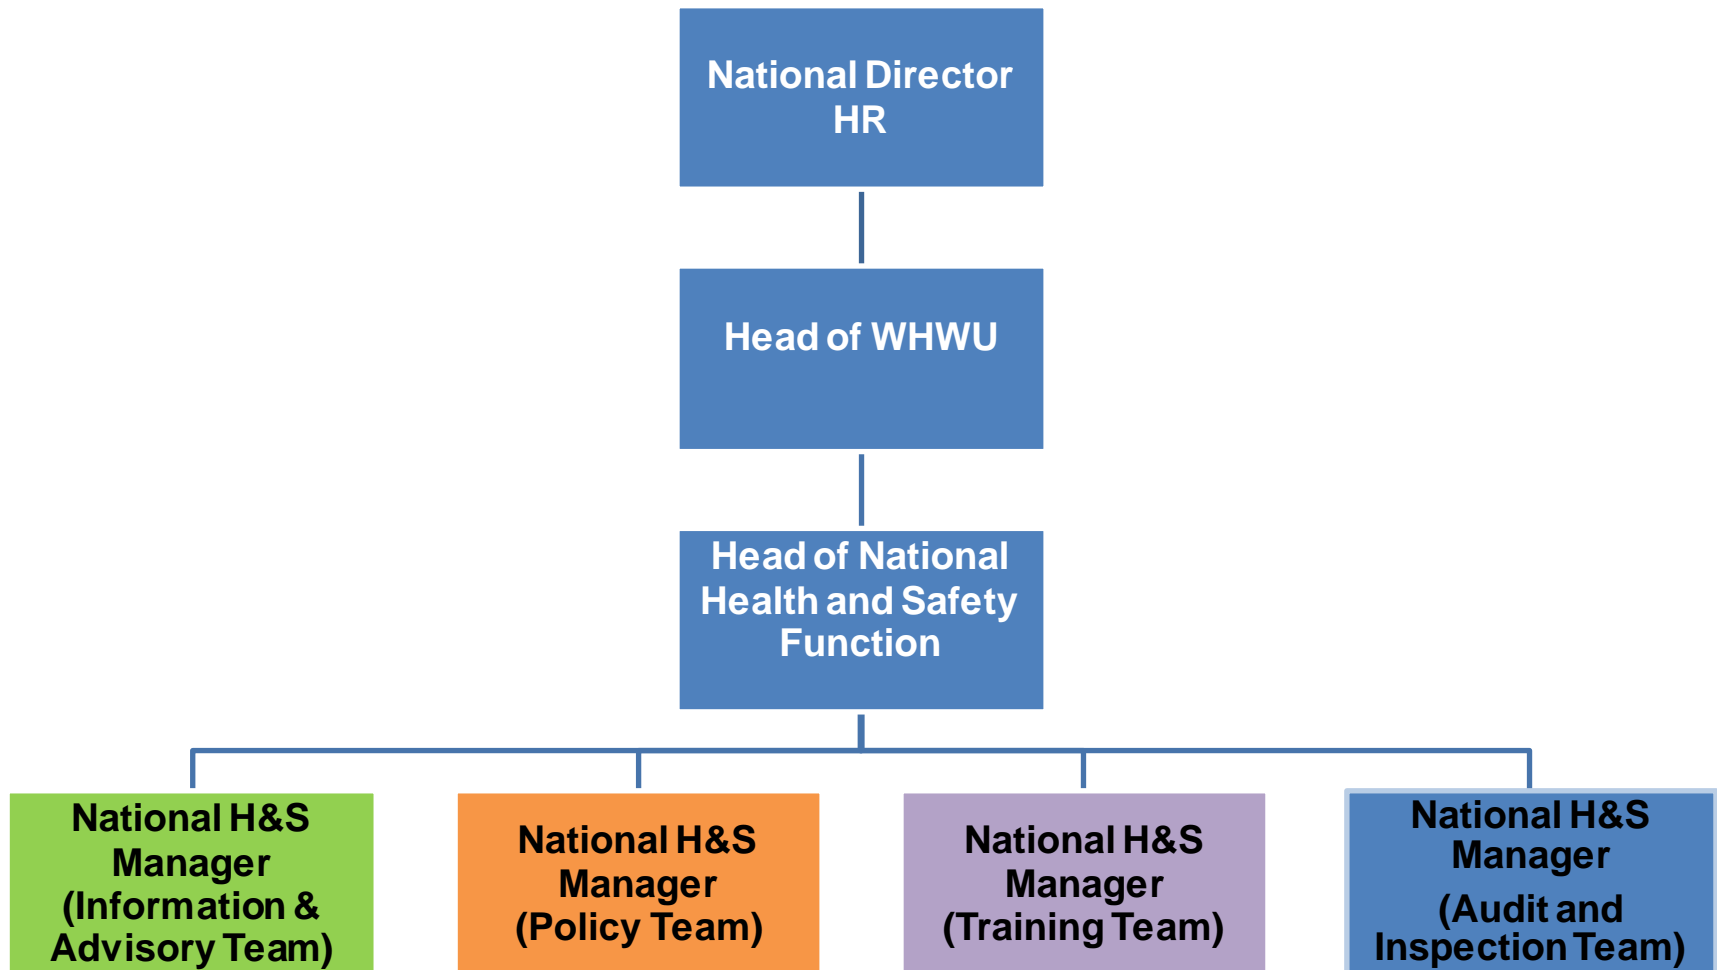 National Director
HR
Head of WHWU
Head of National
Health and Safety
Function
National H&S
Manager
(Information &
Advisory Team)
National H&S
Manager
(Policy Team)
National H&S
Manager
(Training Team)
National H&S
Manager
(Audit and
Inspection Team)